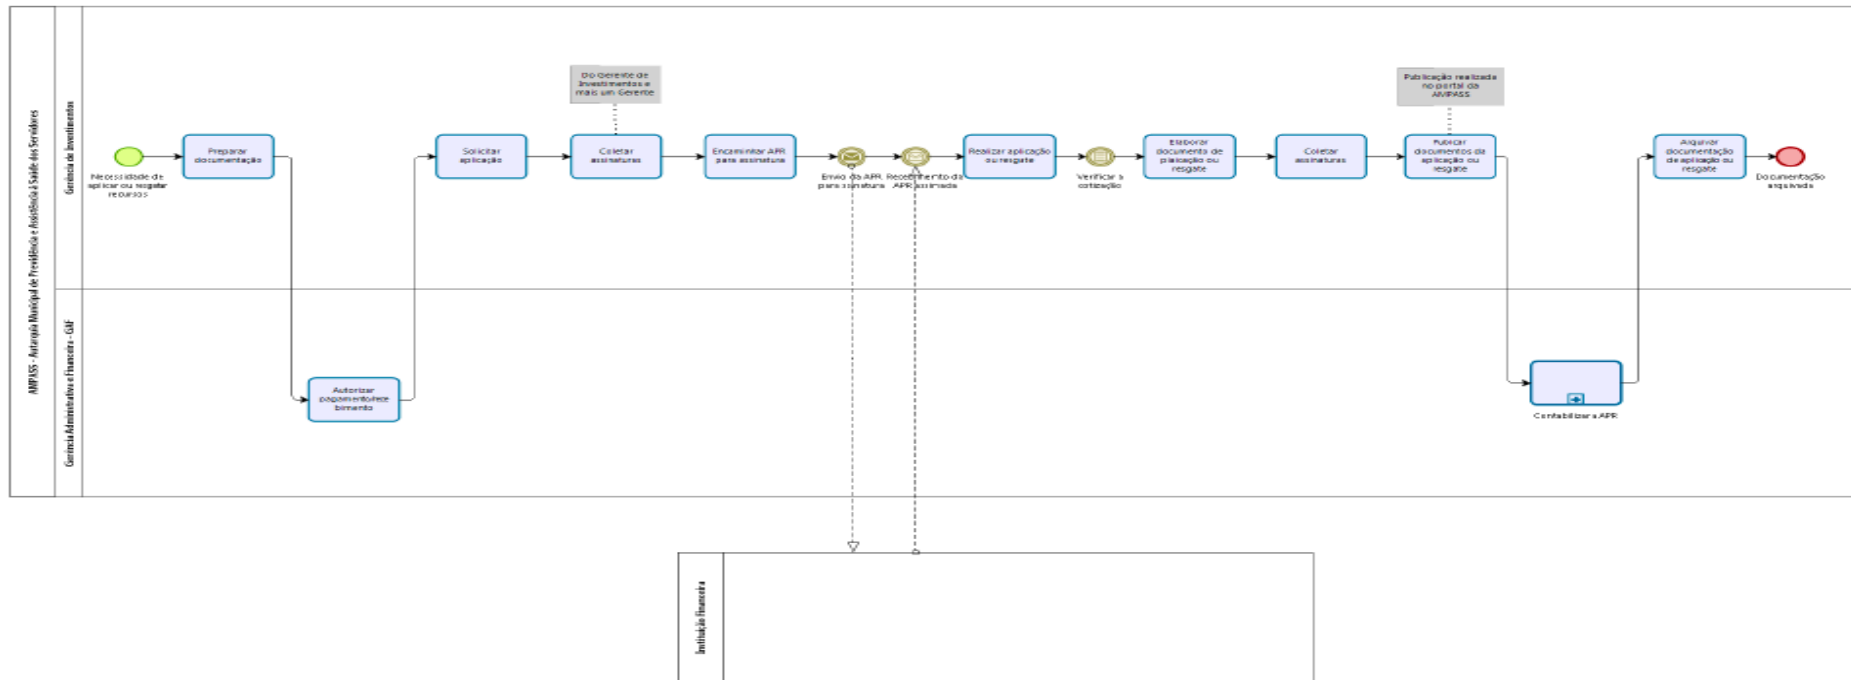 AMPASS - Autarquia Municipal de Previdência e Assistência à Saúde dos Servidores
Gerência de Investimentos
Necessidade de
aplicar ou resgatar
recursos
Preparar
documentação
Solicitar
aplicação
Do Gerente de
Investimentos e
mais um Gerente
Coletar
assinaturas
Encaminhar APR
para assinatura
Envio da APR
para assinatura
Recebimento da
APR assinada
Realizar aplicação
ou resgate
Verificar a
cotização
Elaborar
documento de
plaicação ou
resgate
Coletar
assinaturas
Publicação realizada
no portal da
AMPASS
Publicar
documentos da
aplicação ou
resgate
Arquivar
documentação
de aplicação ou
resgate
Documentação
arquivada
Gerência Administrativa e Financeira - GAF
Autorizar
pagamento/rece
bimento
Contabilizar a APR
Instituição Financeira